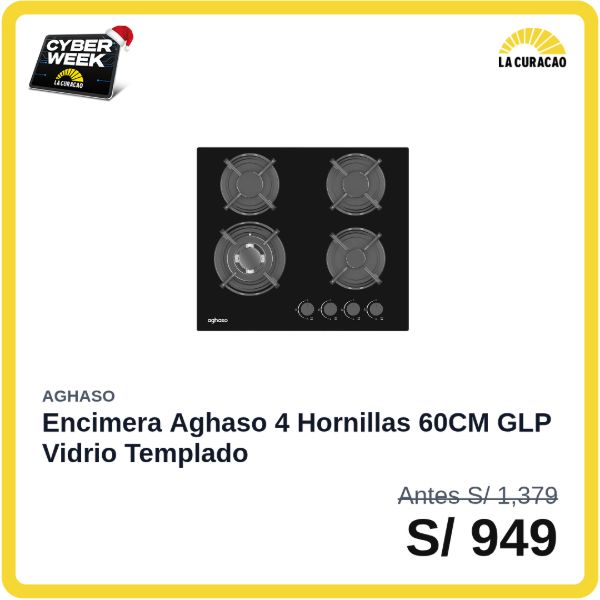 CYBER
WEEK
LA CURACAO
LA CURACAO
aghaso
AGHASO
Encimera Aghaso 4 Hornillas 60CM GLP
Vidrio Templado
Antes S/ 1,379
S/ 949